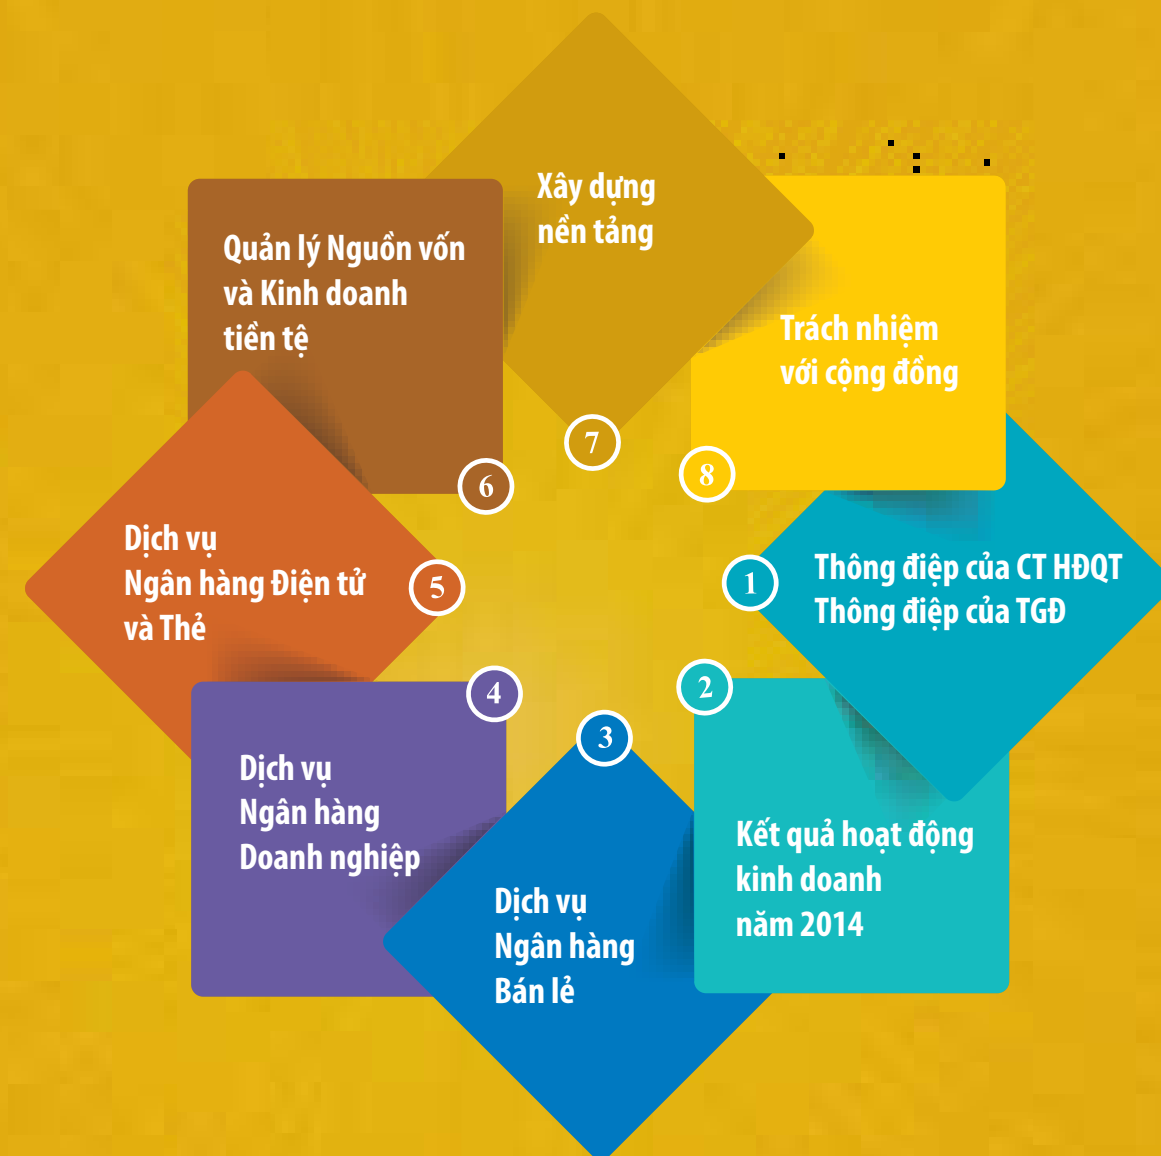 1
Thông điệp của CT HĐQT
Thông điệp của TGĐ
2
Kết quả hoạt động
kinh doanh
năm 2014
3
Dịch vụ
Ngân hàng
Bán lẻ
4
Dịch vụ
Ngân hàng
Doanh nghiệp
5
Dịch vụ
Ngân hàng Điện tử
và Thẻ
6
Quản lý Nguồn vốn
và Kinh doanh
tiền tệ
7
Xây dựng
nền tảng
8
Trách nhiệm
với cộng đồng